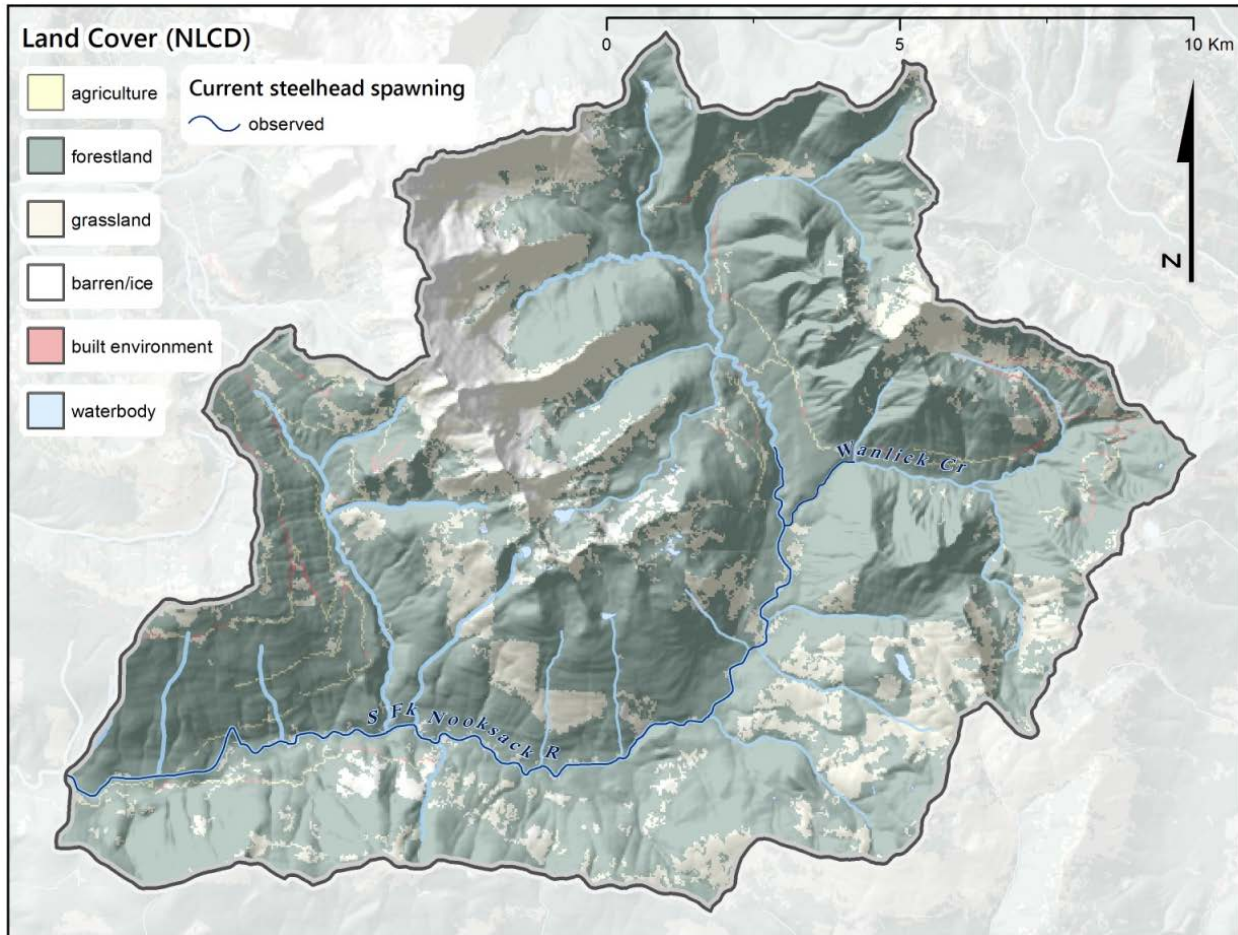 Land Cover (NLCD)
agriculture
forestland
grassland
barren/ice
built environment
waterbody
Current steelhead spawning
observed
0 5 10 Km
N
Wanlick Cr
S Fk Nooksack R